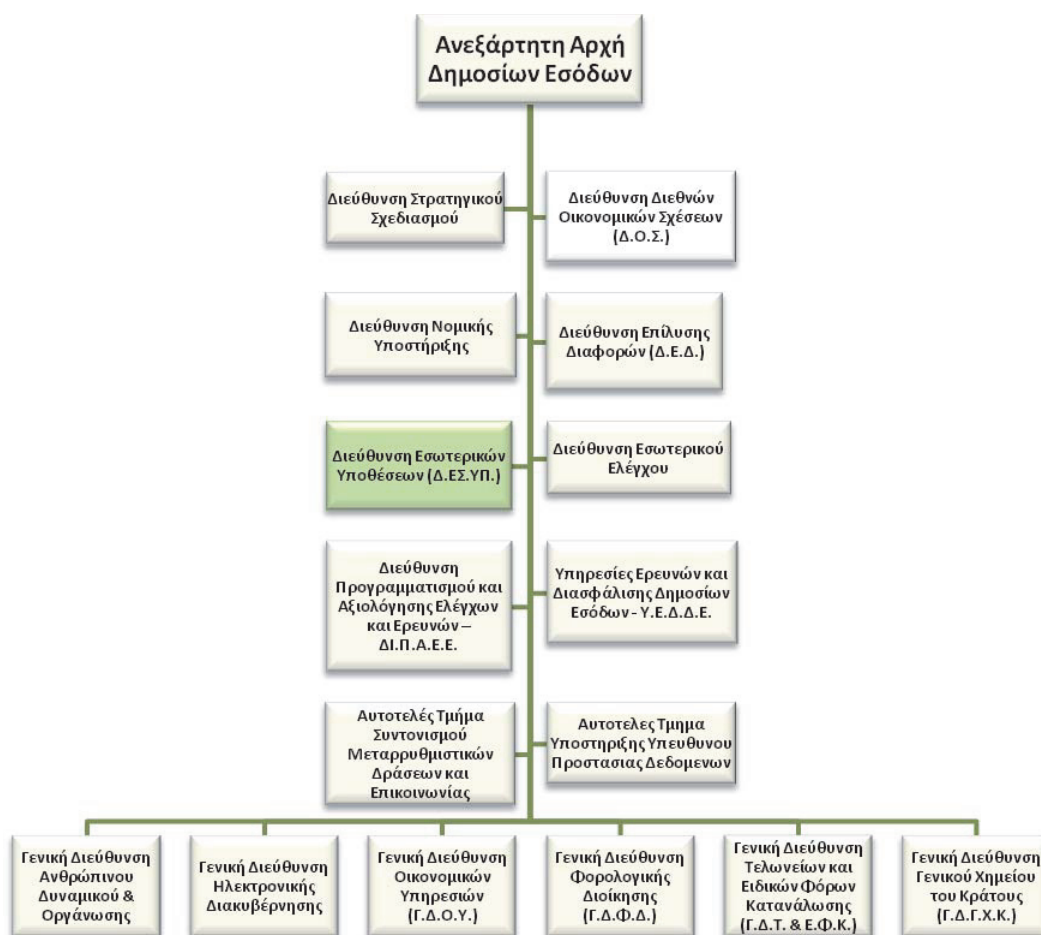 Ανεξάρτητη Αρχή
Δημοσίων Εσόδων
Διεύθυνση Στρατηγικού
Σχεδιασμού
Διεύθυνση Διεθνών
Οικονομικών Σχέσεων
(Δ.Ο.Σ.)
Διεύθυνση Νομικής
Υποστήριξης
Διεύθυνση Επίλυσης
Διαφορών (Δ.Ε.Δ.)
Διεύθυνση Εσωτερικών
Υποθέσεων (Δ.ΕΣ.ΥΠ.)
Διεύθυνση Εσωτερικού
Ελέγχου
Διεύθυνση
Προγραμματισμού και
Αξιολόγησης Ελέγχων
και Ερευνών –
ΔΙ.Π.Α.Ε.Ε.
Υπηρεσίες Ερευνών και
Διασφάλισης Δημοσίων
Εσόδων - Υ.Ε.Δ.Δ.Ε.
Αυτοτελές Τμήμα
Συντονισμού
Μεταρρυθμιστικών
Δράσεων και
Επικοινωνίας
Αυτοτελες Τμημα
Υποστηριξης Υπευθυνου
Προστασιας Δεδομενων
Γενική Διεύθυνση
Ανθρώπινου
Δυναμικού &
Οργάνωσης
Γενική Διεύθυνση
Ηλεκτρονικής
Διακυβέρνησης
Γενική Διεύθυνση
Οικονομικών
Υπηρεσιών
(Γ.Δ.Ο.Υ.)
Γενική Διεύθυνση
Φορολογικής
Διοίκησης
(Γ.Δ.Φ.Δ.)
Γενική Διεύθυνση
Τελωνείων και
Ειδικών Φόρων
Κατανάλωσης
(Γ.Δ.Τ. & Ε.Φ.Κ.)
Γενική Διεύθυνση
Γενικού Χημείου
του Κράτους
(Γ.Δ.Γ.Χ.Κ.)